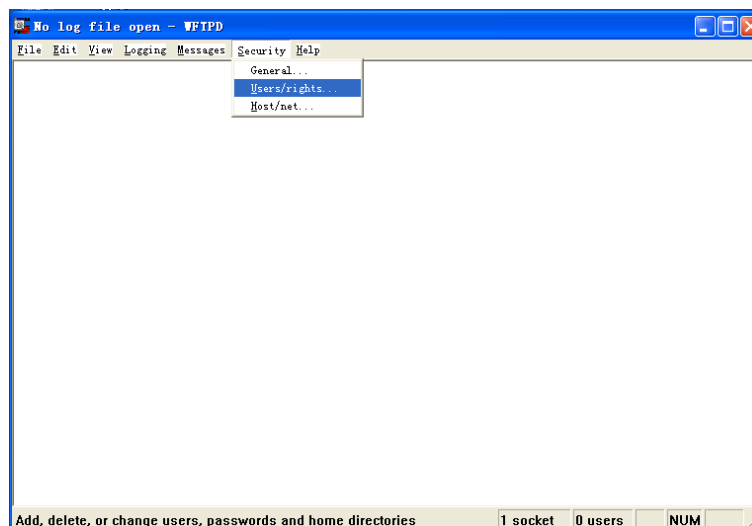 No log file open - WFTPD
File Edit View Logging Messages Security Help
General...
Users/rights...
Host/net...
Add, delete, or change users, passwords and home directories 1 socket 0 users NUM